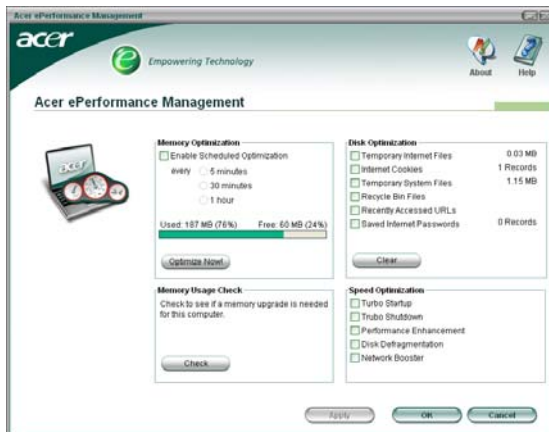 Acer ePerformance Management
acer
e Empowering Technology
About
Help
Acer ePerformance Management
Memory Optimization
Enable Scheduled Optimization
every 5 minutes
30 minutes
1 hour
Used: 187 MB (76%) Free: 60 MB (24%)
Optimize Now!
Disk Optimization
Temporary Internet Files 0.03 MB
Internet Cookies 1 Records
Temporary System Files 1.15 MB
Recycle Bin Files
Recently Accessed URLs
Saved Internet Passwords 0 Records
Clear
Memory Usage Check
Check to see if a memory upgrade is needed
for this computer.
Check
Speed Optimization
Turbo Startup
Trubo Shutdown
Performance Enhancement
Disk Defragmentation
Network Booster
Apply
OK
Cancel